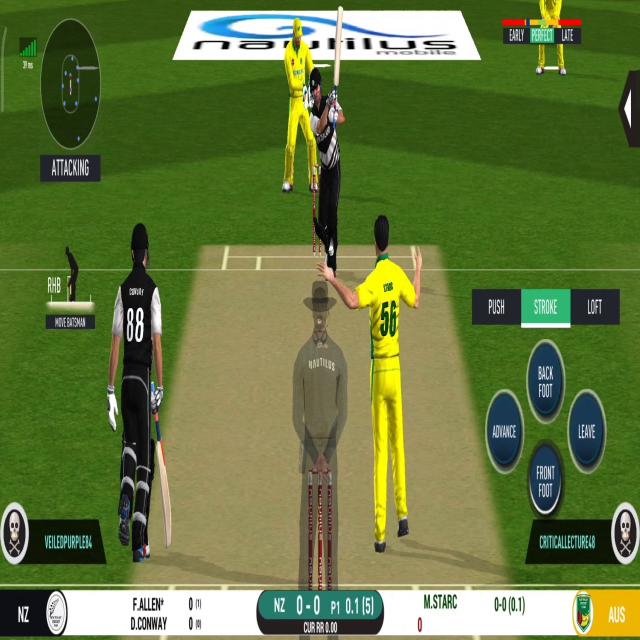 nautilus
mobile
EARLY PERFECT LATE
39 ms
ATTACKING
RHB
MOVE BATSMAN
CONWAY
88
STARC
56
NAUTILUS
PUSH STROKE LOFT
BACK
FOOT
ADVANCE
LEAVE
FRONT
FOOT
VEILEDPURPLE84
CRITICALLECTURE48
NZ
F.ALLEN* 0 (1)
D.CONWAY 0 (0)
NZ 0-0 P1 0.1 (5)
CUR RR 0.00
M.STARC 0-0 (0.1)
0
AUS